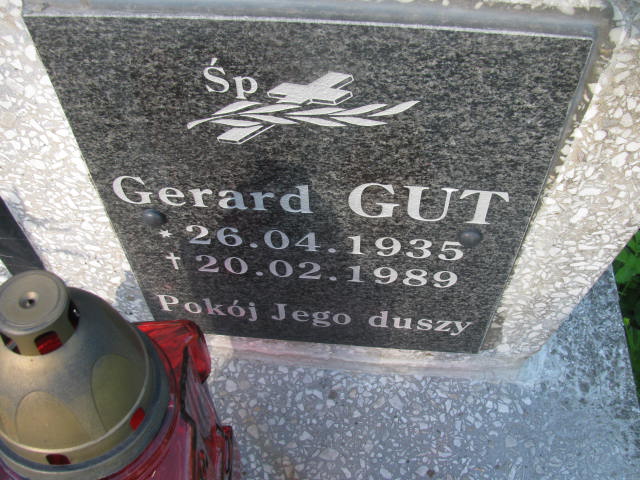 Śp
Gerard GUT
* 26.04.1935
† 20.02.1989
Pokój Jego duszy